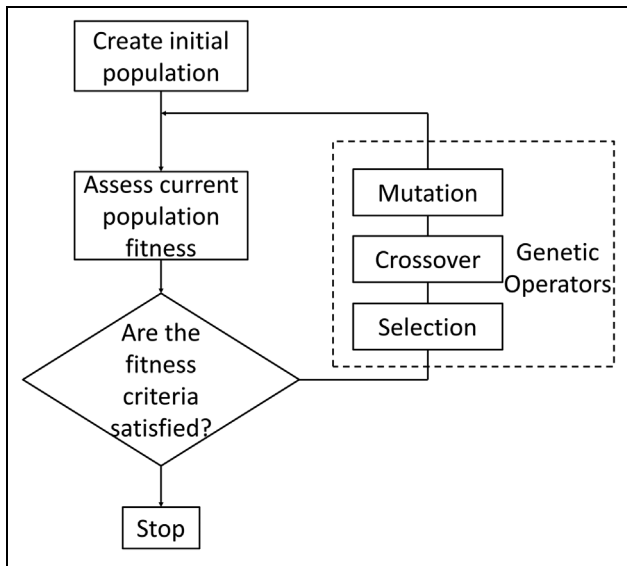 Create initial
population
Assess current
population
fitness
Are the
fitness
criteria
satisfied?
Stop
Mutation
Crossover
Selection
Genetic
Operators